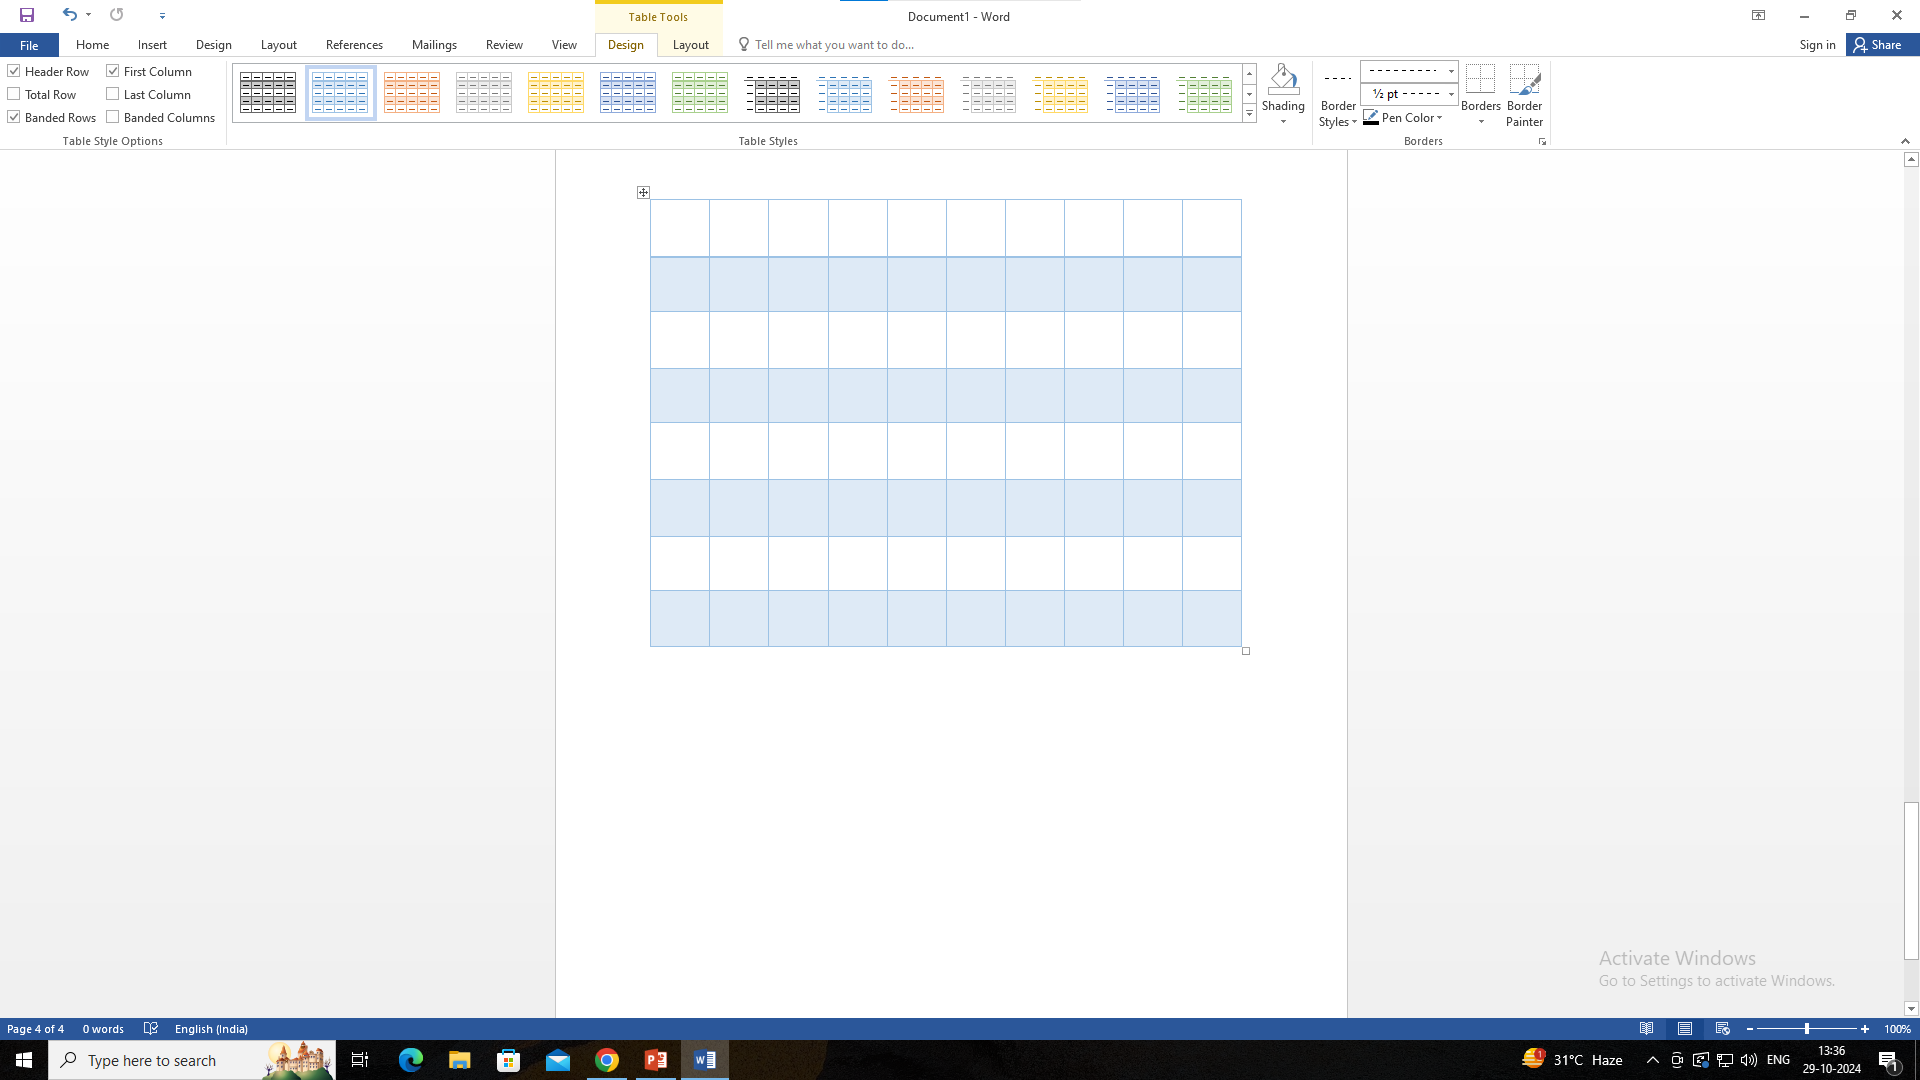 Table Tools
Document1 - Word
File
Home
Insert
Design
Layout
References
Mailings
Review
View
Design
Layout
Tell me what you want to do...
Sign in
Share
Header Row
First Column
Total Row
Last Column
Banded Rows
Banded Columns
Table Style Options
Table Styles
Shading
Border Styles
½ pt
Pen Color
Borders
Border Painter
Borders
Activate Windows
Go to Settings to activate Windows.
Page 4 of 4
0 words
English (India)
100%
Type here to search
1
31°C Haze
ENG
13:36
29-10-2024
1